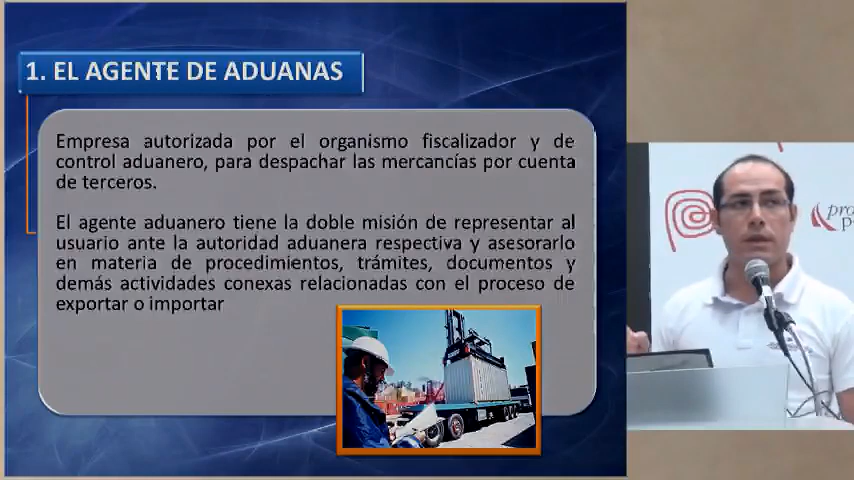 1. EL AGENTE DE ADUANAS
Empresa autorizada por el organismo fiscalizador y de
control aduanero, para despachar las mercancías por cuenta
de terceros.
El agente aduanero tiene la doble misión de representar al
usuario ante la autoridad aduanera respectiva y asesorarlo
en materia de procedimientos, trámites, documentos y
demás actividades conexas relacionadas con el proceso de
exportar o importar